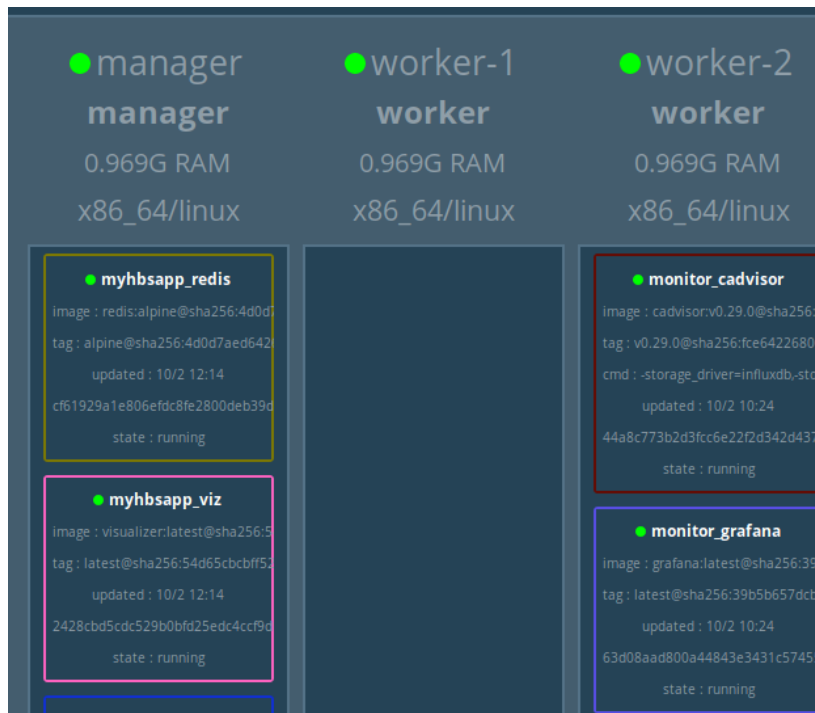 manager
manager
0.969G RAM
x86_64/linux
myhbsapp_redis
image : redis:alpine@sha256:4d0d7
tag : alpine@sha256:4d0d7aed642
updated : 10/2 12:14
cf61929a1e806efdc8fe2800deb39d
state : running
myhbsapp_viz
image : visualizer:latest@sha256:5
tag : latest@sha256:54d65cbcbff52
updated : 10/2 12:14
2428cbd5cdc529b0bfd25edc4ccf9d
state : running
worker-1
worker
0.969G RAM
x86_64/linux
worker-2
worker
0.969G RAM
x86_64/linux
monitor_cadvisor
image : cadvisor:v0.29.0@sha256:
tag : v0.29.0@sha256:fce6422680
cmd : -storage_driver=influxdb,-sto
updated : 10/2 10:24
44a8c773b2d3fcc6e22f2d342d437
state : running
monitor_grafana
image : grafana:latest@sha256:39
tag : latest@sha256:39b5b657dcb
updated : 10/2 10:24
63d08aad800a44843e3431c5745
state : running